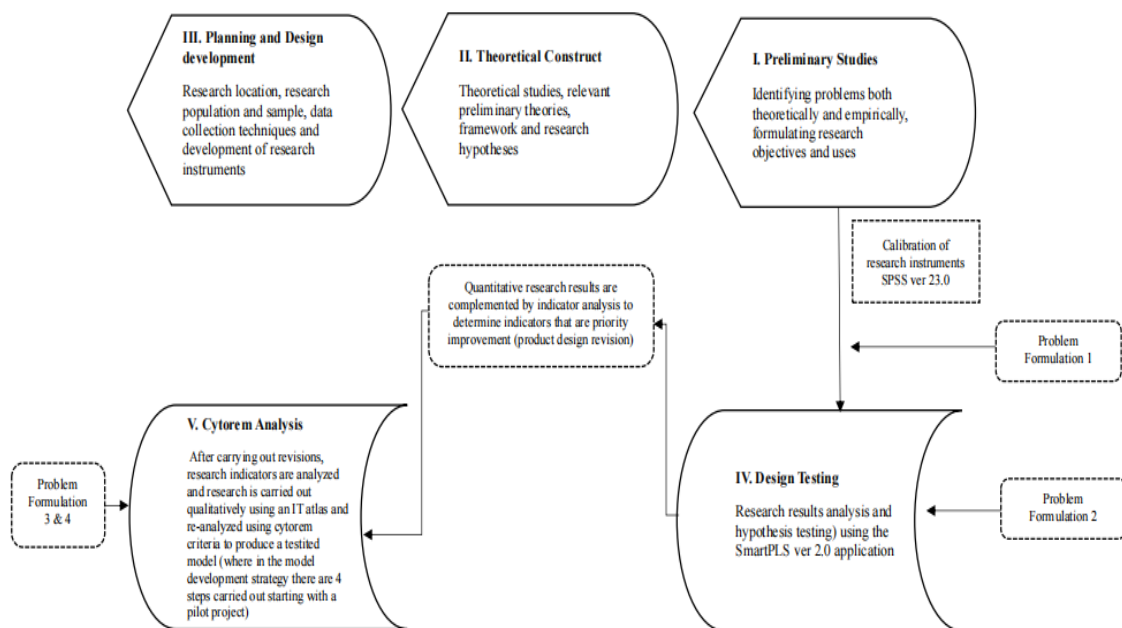 III. Planning and Design
development
Research location, research
population and sample, data
collection techniques and
development of research
instruments
II. Theoretical Construct
Theoretical studies, relevant
preliminary theories,
framework and research
hypotheses
I. Preliminary Studies
Identifying problems both
theoretically and empirically,
formulating research
objectives and uses
Calibration of
research instruments
SPSS ver 23.0
Quantitative research results are
complemented by indicator analysis to
determine indicators that are priority
improvement (product design revision)
Problem
Formulation 1
V. Cytorem Analysis
After carrying out revisions,
research indicators are analyzed
and research is carried out
qualitatively using an IT atlas and
re-analyzed using cytorem
criteria to produce a testited
model (where in the model
development strategy there are 4
steps carried out starting with a
pilot project)
Problem
Formulation
3 & 4
IV. Design Testing
Research results analysis and
hypothesis testing) using the
SmartPLS ver 2.0 application
Problem
Formulation 2